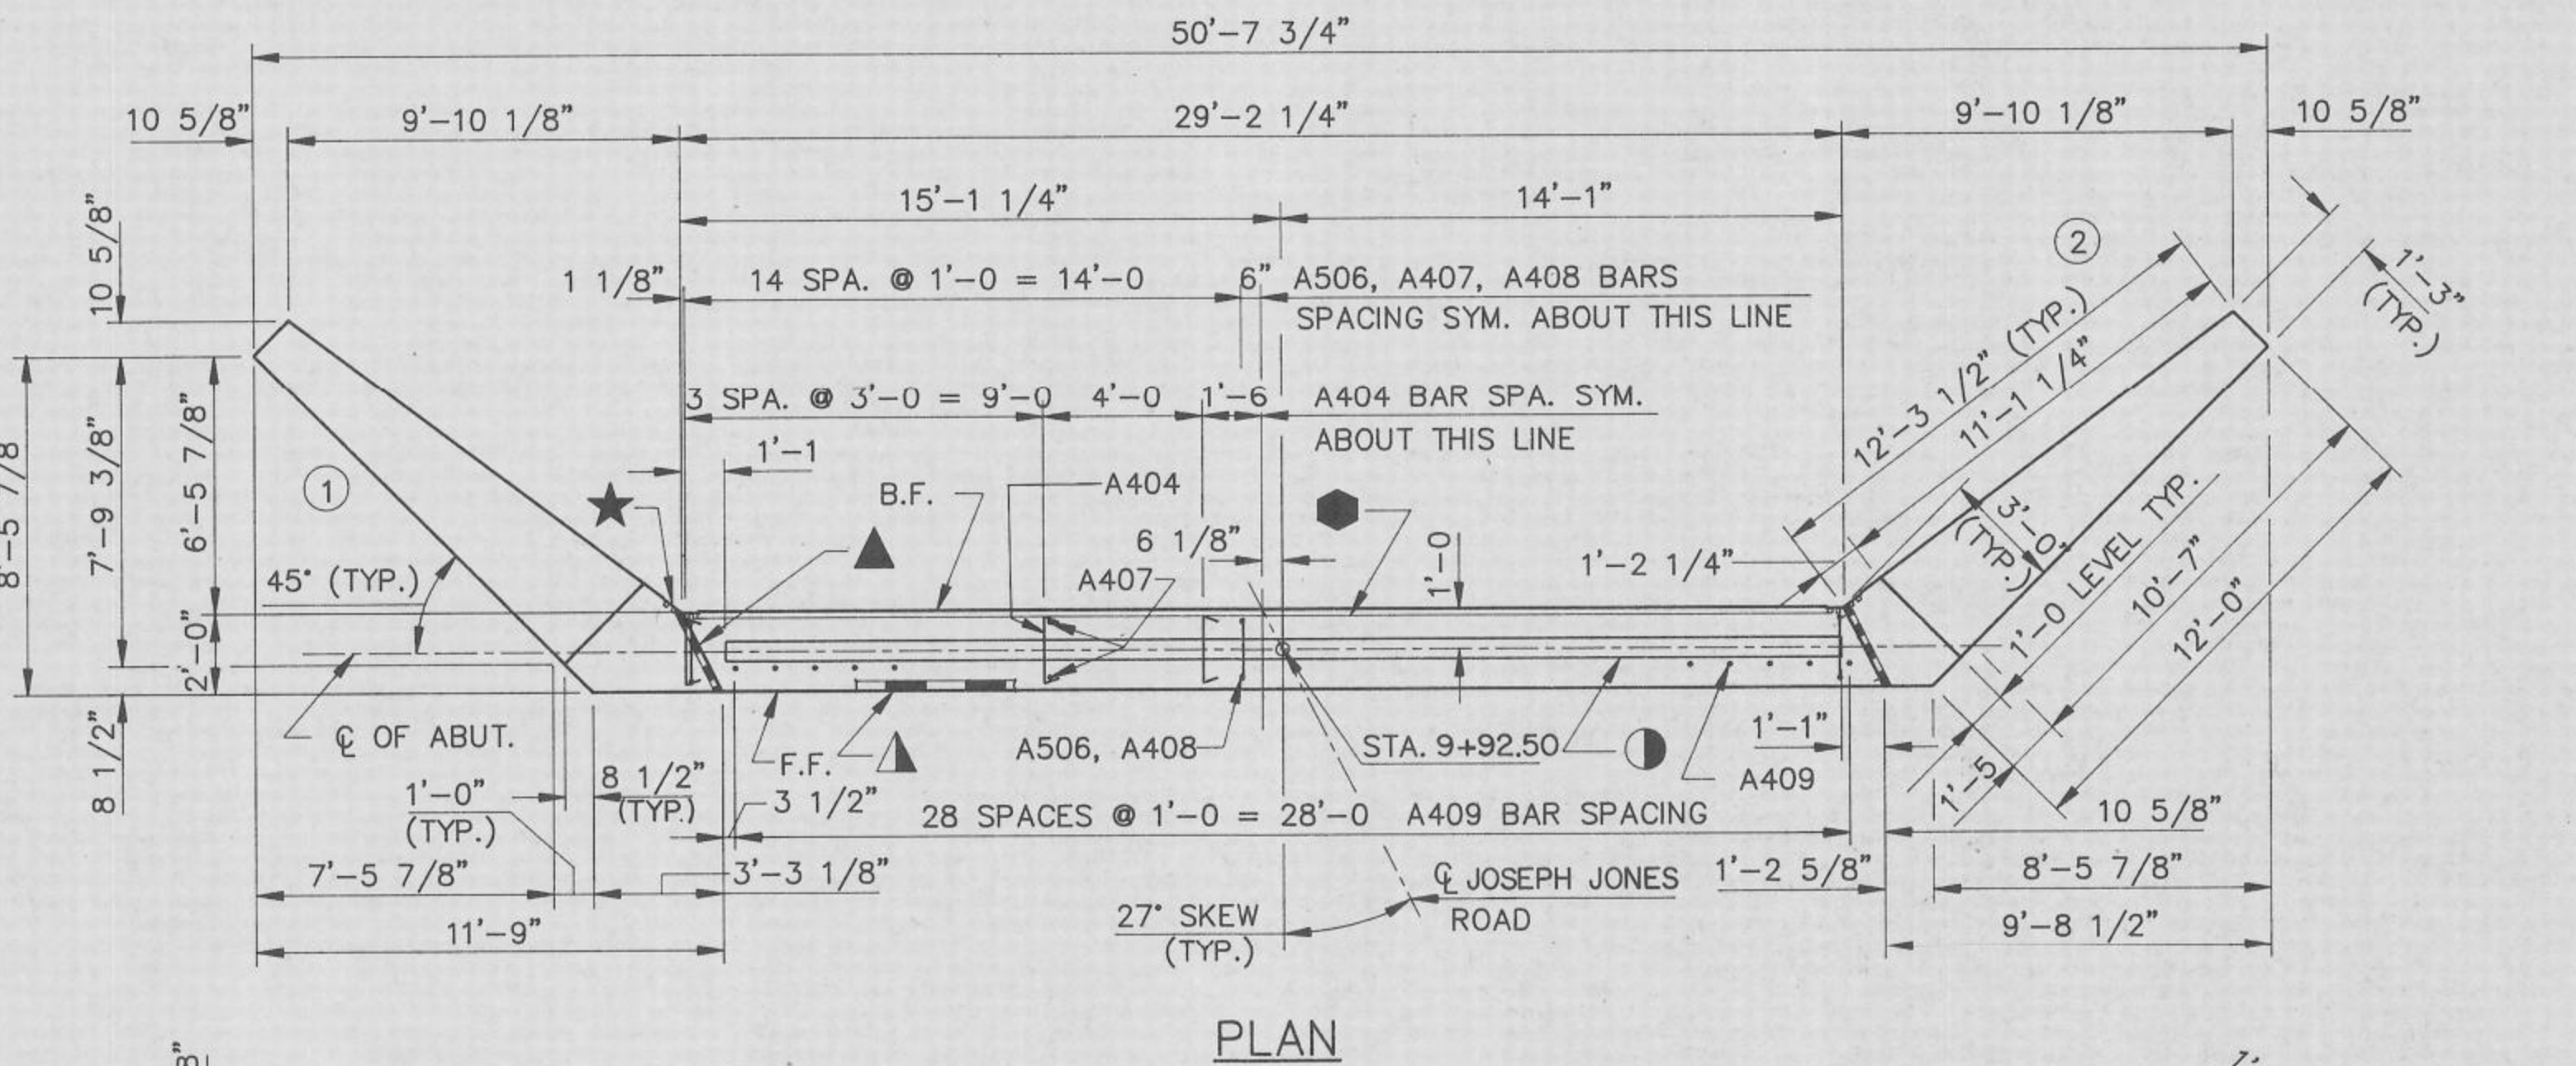 50'-7 3/4"
10 5/8"
9'-10 1/8"
29'-2 1/4"
9'-10 1/8"
10 5/8"
15'-1 1/4"
14'-1"
10 5/8"
2
1'-3"
(TYP.)
1 1/8"
14 SPA. @ 1'-0 = 14'-0
6"
A506, A407, A408 BARS
SPACING SYM. ABOUT THIS LINE
12'-3 1/2" (TYP.)
11'-1 1/4"
3 SPA. @ 3'-0 = 9'-0
4'-0
1'-6
A404 BAR SPA. SYM.
ABOUT THIS LINE
8'-5 7/8
7'-9 3/8"
6'-5 7/8"
1'-1
1
B.F.
A404
3'-0"
(TYP.)
1'-0 LEVEL TYP.
10'-7"
12'-0"
45° (TYP.)
6 1/8"
A407
1'-0
1'-2 1/4"
2'-0"
℄ OF ABUT.
8 1/2"
F.F.
A506, A408
STA. 9+92.50
1'-1"
A409
1'-5
1'-0"
(TYP.)
8 1/2"
(TYP.)
3 1/2"
28 SPACES @ 1'-0 = 28'-0
A409 BAR SPACING
10 5/8"
7'-5 7/8"
3'-3 1/8"
℄ JOSEPH JONES
ROAD
1'-2 5/8"
8'-5 7/8"
11'-9"
27° SKEW
(TYP.)
9'-8 1/2"
PLAN